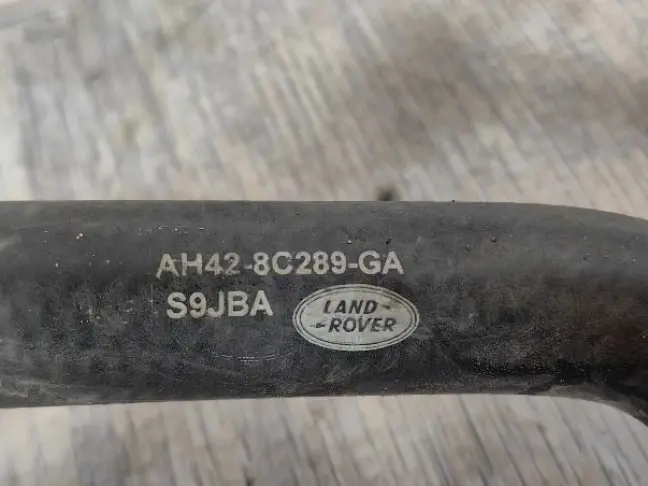 AH42-8C289-GA
S9JBA
LAND
ROVER